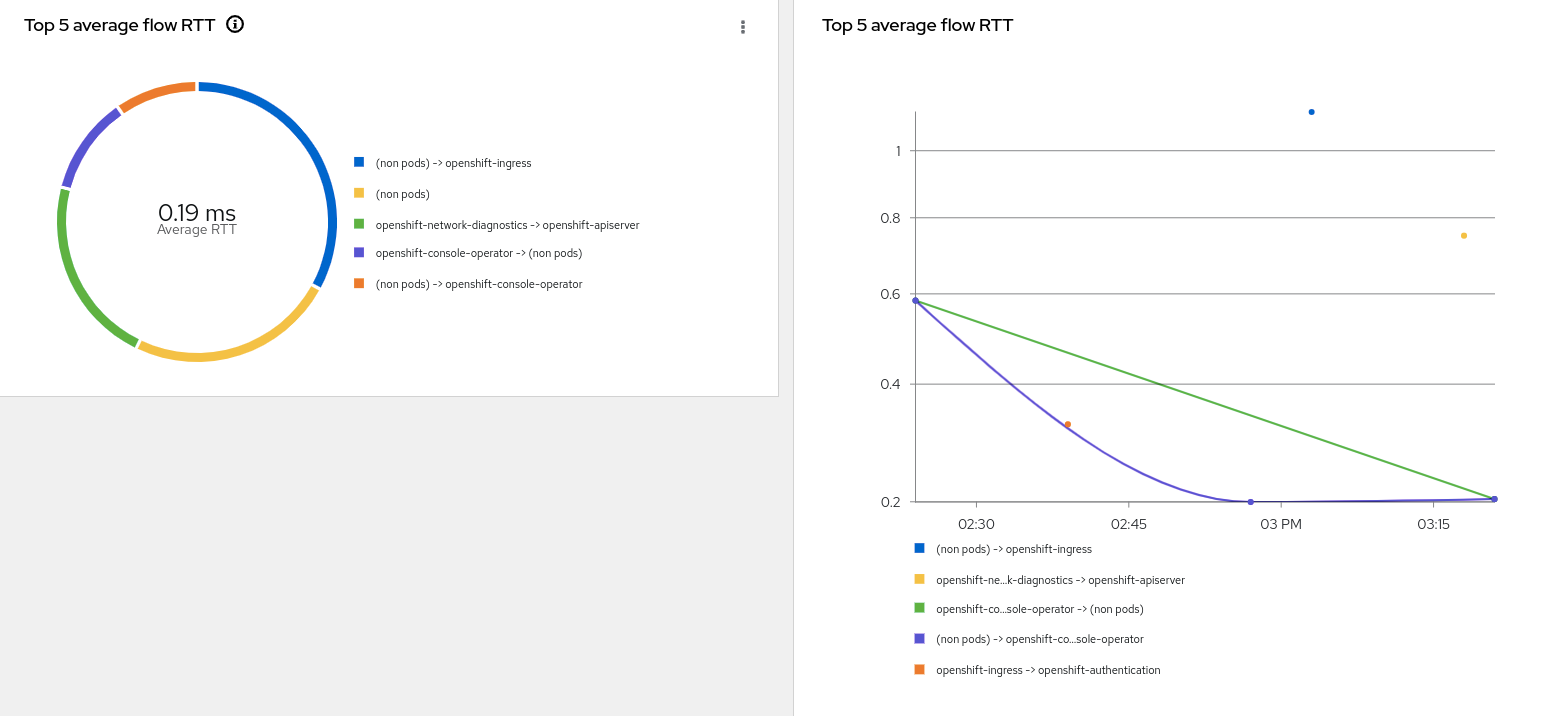 Top 5 average flow RTT
0.19 ms
Average RTT
(non pods) -> openshift-ingress
(non pods)
openshift-network-diagnostics -> openshift-apiserver
openshift-console-operator -> (non pods)
(non pods) -> openshift-console-operator
Top 5 average flow RTT
1
0.8
0.6
0.4
0.2
02:30 02:45 03 PM 03:15
(non pods) -> openshift-ingress
openshift-ne...k-diagnostics -> openshift-apiserver
openshift-co...sole-operator -> (non pods)
(non pods) -> openshift-co...sole-operator
openshift-ingress -> openshift-authentication